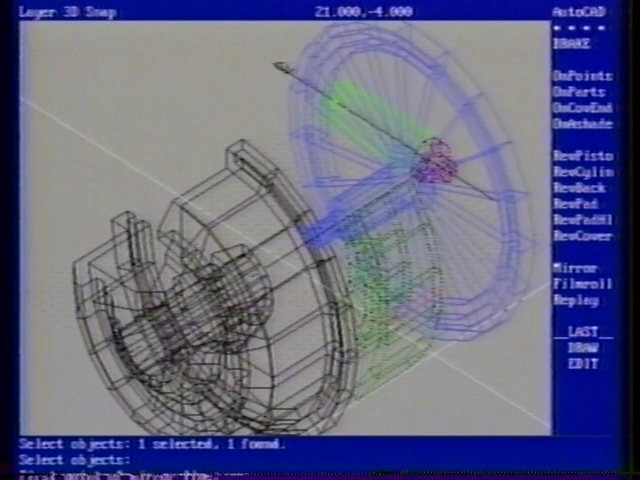 Layer 3D Snap 21.000,-4.000 AutoCAD
* * * *
BRAKE
OnPoints
OnParts
OnCovEnd
OnAshade
RevPisto
RevCylin
RevBack
RevPad
RevPadHl
RevCover
Mirror
Filmroll
Replay
__LAST__
DRAW
EDIT
Select objects: 1 selected, 1 found.
Select objects: